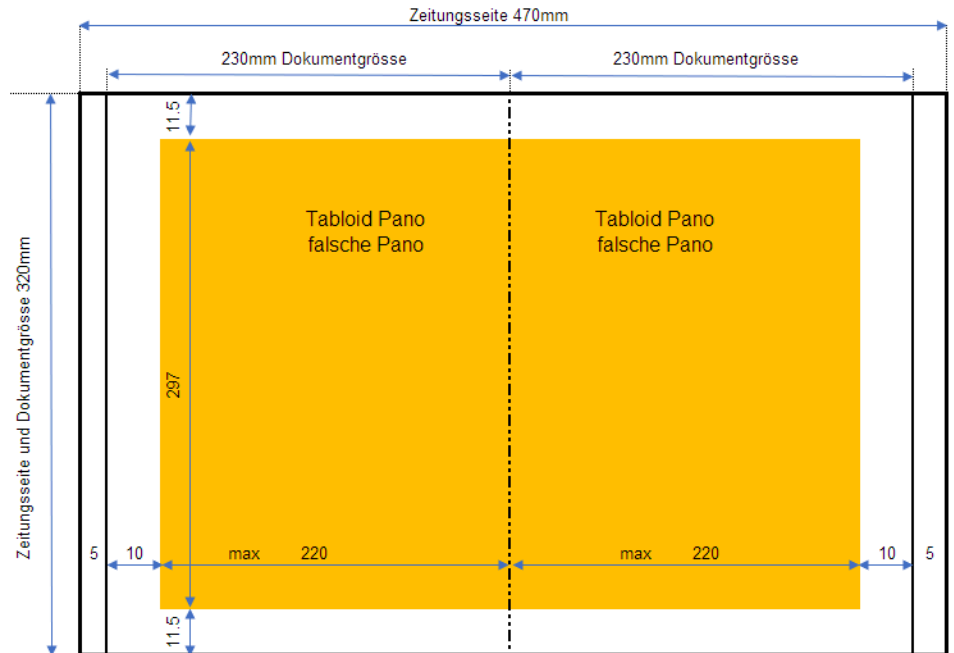 Zeitungsseite 470mm
230mm Dokumentgrösse
230mm Dokumentgrösse
11.5
Tabloid Pano
falsche Pano
Tabloid Pano
falsche Pano
Zeitungsseite und Dokumentgrösse 320mm
297
5
10
max 220
max 220
10
5
11.5